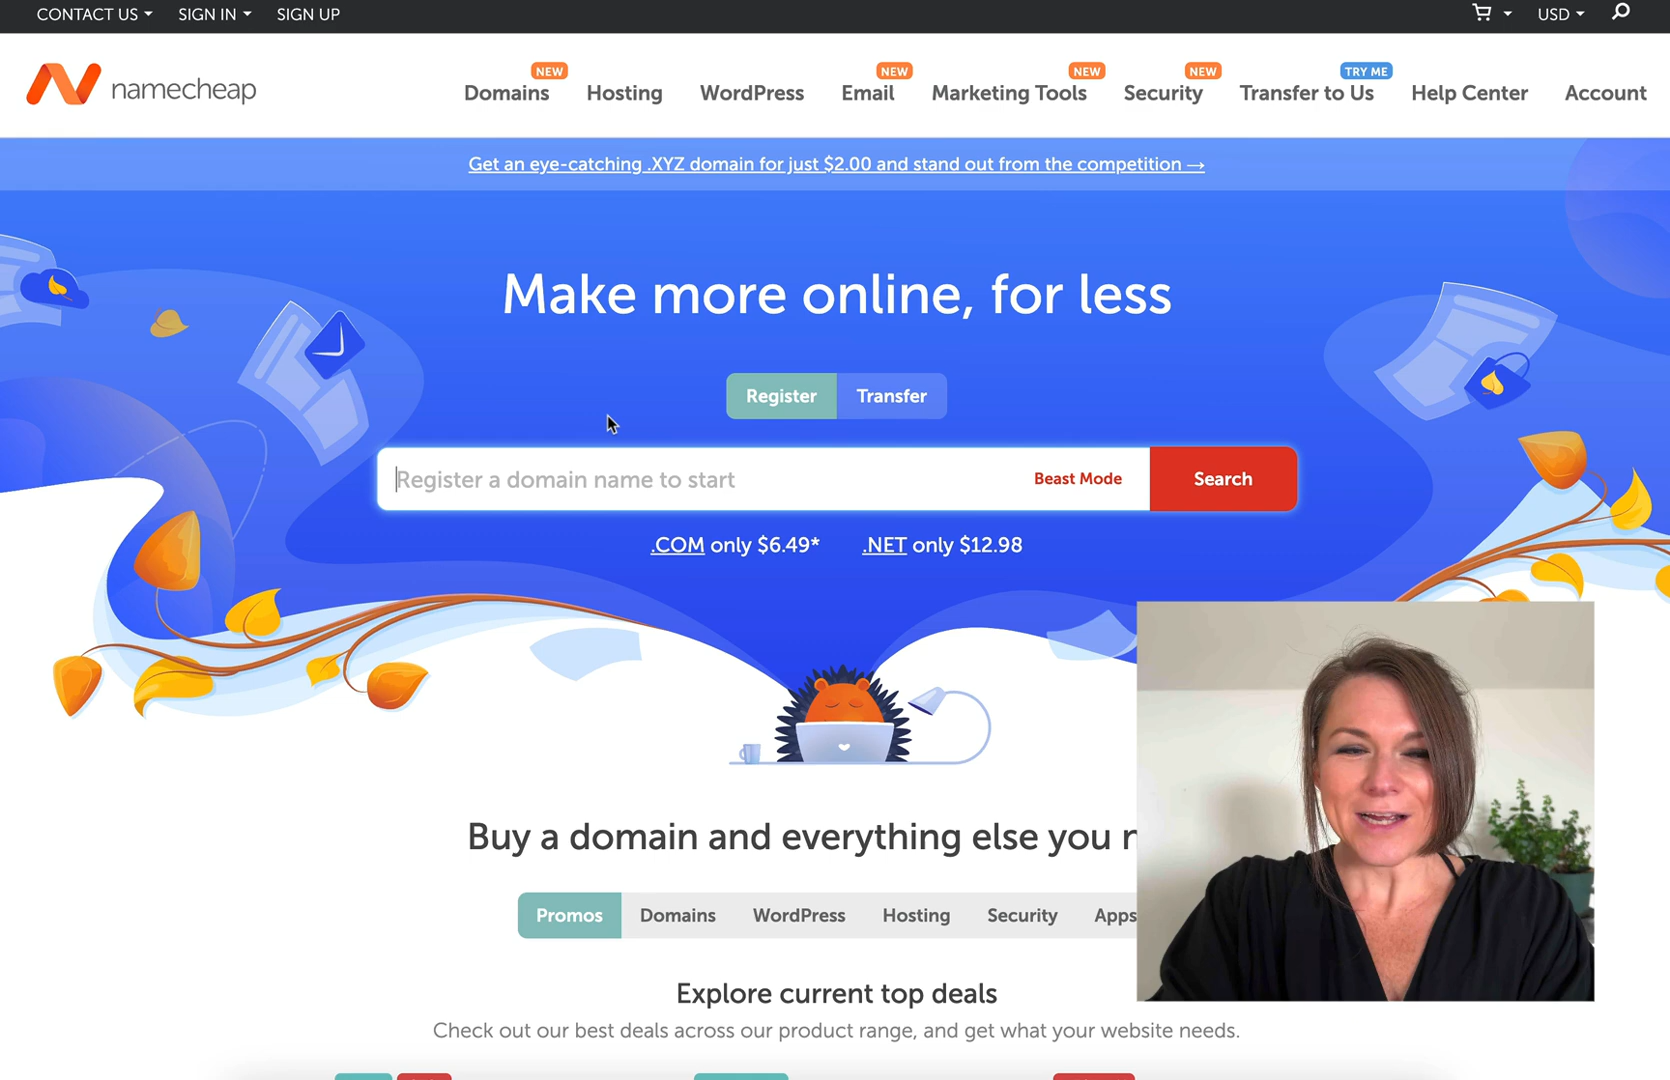 CONTACT US SIGN IN SIGN UP USD
namecheap
NEW NEW NEW NEW TRY ME
Domains Hosting WordPress Email Marketing Tools Security Transfer to Us Help Center Account
Get an eye-catching .XYZ domain for just $2.00 and stand out from the competition →
Make more online, for less
Register Transfer
Register a domain name to start Beast Mode Search
.COM only $6.49* .NET only $12.98
Buy a domain and everything else you
Promos Domains WordPress Hosting Security Apps
Explore current top deals
Check out our best deals across our product range, and get what your website needs.